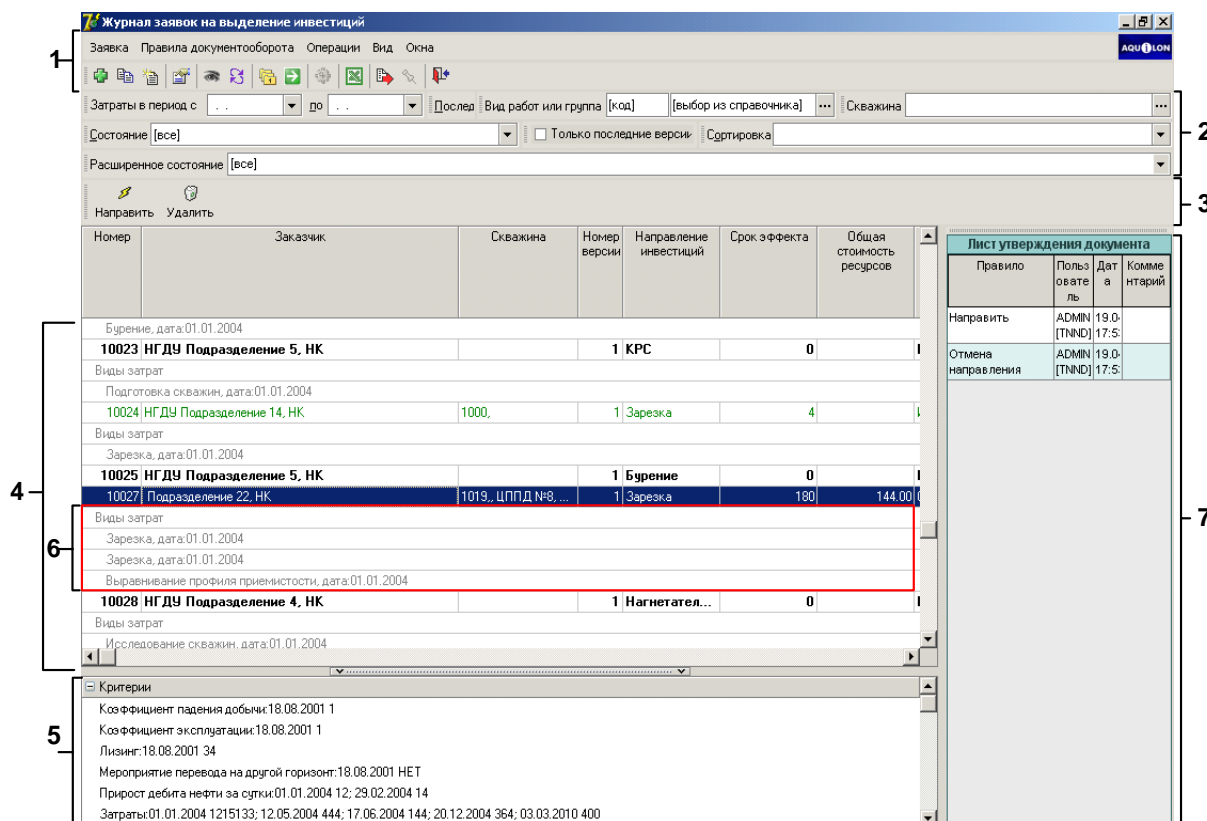 Журнал заявок на выделение инвестиций
1
Заявка Правила документооборота Операции Вид Окна
AQUILON
Затраты в период с . . по . . Послед Вид работ или группа [код] [выбор из справочника] ... Скважина ...
2
Состояние [все] Только последние верси Сортировка
Расширенное состояние [все]
3
Направить Удалить
Номер Заказчик Скважина Номер версии Направление инвестиций Срок эффекта Общая стоимость ресурсов
Бурение, дата:01.01.2004
10023 НГДУ Подразделение 5, НК 1 КРС 0
Виды затрат
Подготовка скважин, дата:01.01.2004
10024 НГДУ Подразделение 14, НК 1000, 1 Зарезка 4
Виды затрат
Зарезка, дата:01.01.2004
10025 НГДУ Подразделение 5, НК 1 Бурение 0
4
10027 Подразделение 22, НК 1019,, ЦППД №8, ... 1 Зарезка 180 144.00
Виды затрат
6
Зарезка, дата:01.01.2004
Зарезка, дата:01.01.2004
Выравнивание профиля приемистости, дата:01.01.2004
10028 НГДУ Подразделение 4, НК 1 Нагнетател... 0
Виды затрат
Исследование скважин, дата:01.01.2004
5
Критерии
Коэффициент падения добычи:18.08.2001 1
Коэффициент эксплуатации:18.08.2001 1
Лизинг:18.08.2001 34
Мероприятие перевода на другой горизонт:18.08.2001 НЕТ
Прирост дебита нефти за сутки:01.01.2004 12; 29.02.2004 14
Затраты:01.01.2004 1215133; 12.05.2004 444; 17.06.2004 144; 20.12.2004 364; 03.03.2010 400
7
Лист утверждения документа
Правило Пользователь Дата Комментарий
Направить ADMIN 19.0
[TNND] 17:5
Отмена ADMIN 19.0
направления [TNND] 17:5